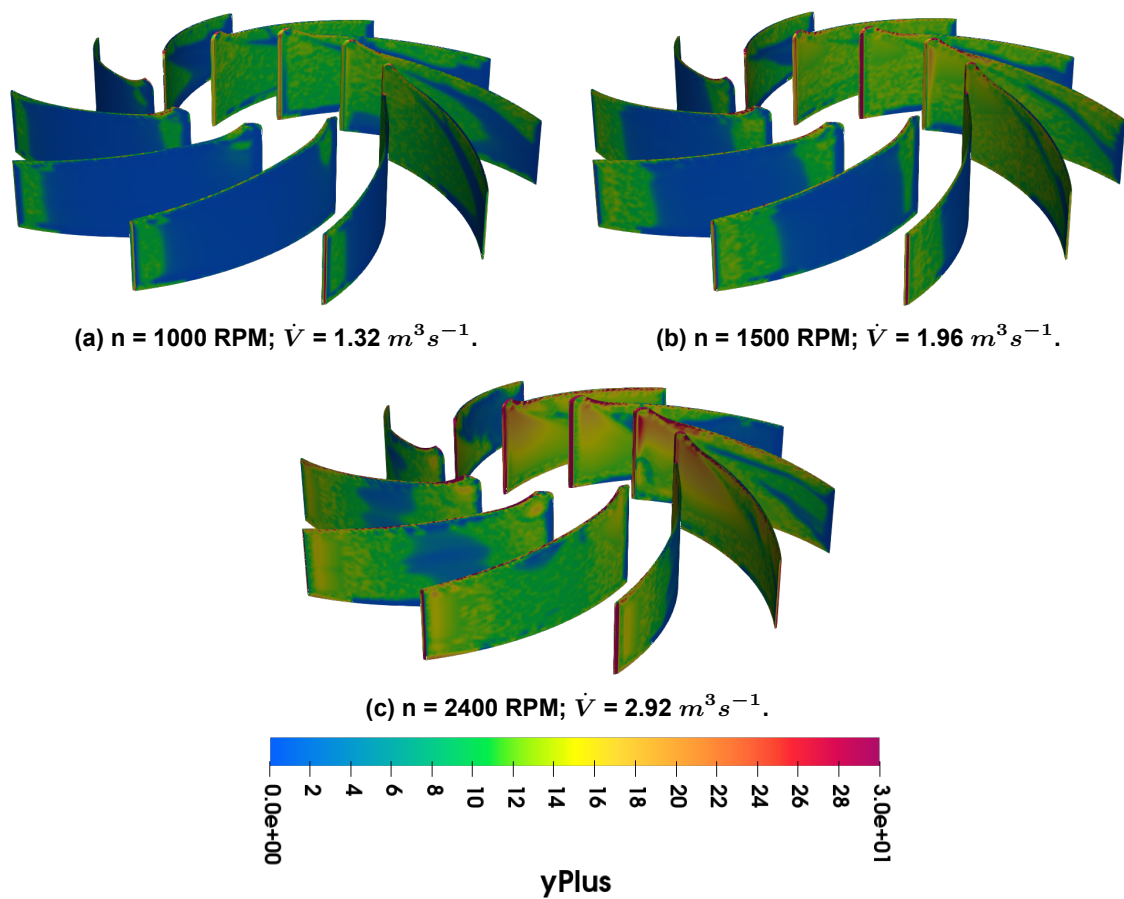 (a) n = 1000 RPM; V̇ = 1.32 m³s⁻¹.
(b) n = 1500 RPM; V̇ = 1.96 m³s⁻¹.
(c) n = 2400 RPM; V̇ = 2.92 m³s⁻¹.
0.0e+00 2 4 6 8 10 12 14 16 18 20 22 24 26 28 3.0e+01
yPlus